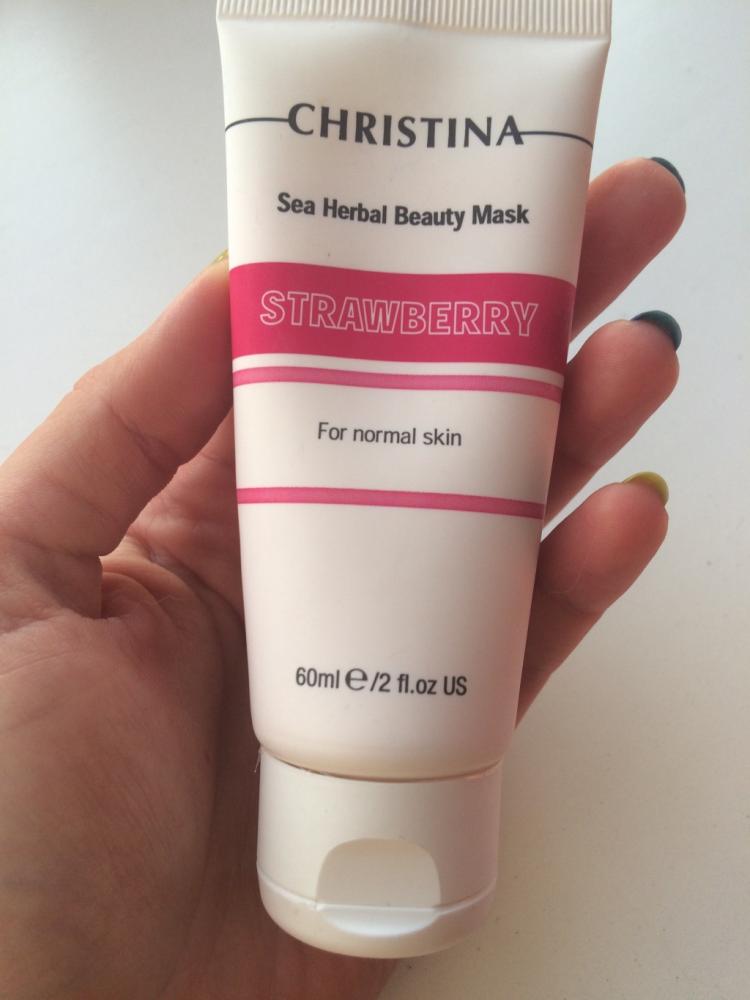 CHRISTINA
Sea Herbal Beauty Mask
STRAWBERRY
For normal skin
60ml ℮/2 fl.oz US